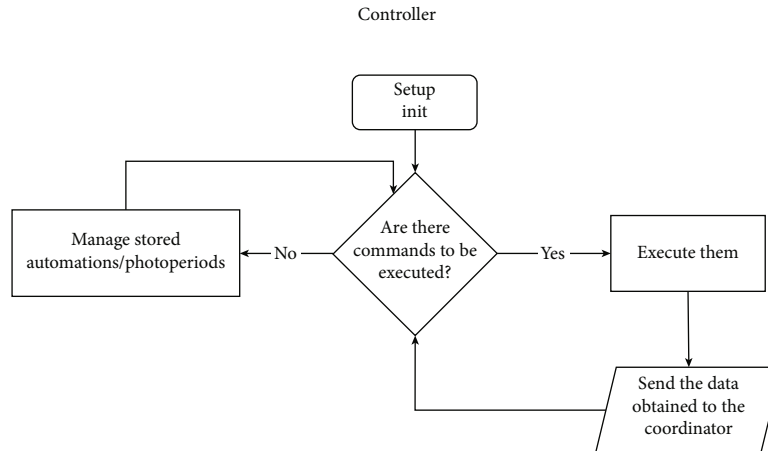 Controller
Setup
init
Are there
commands to be
executed?
No
Manage stored
automations/photoperiods
Yes
Execute them
Send the data
obtained to the
coordinator